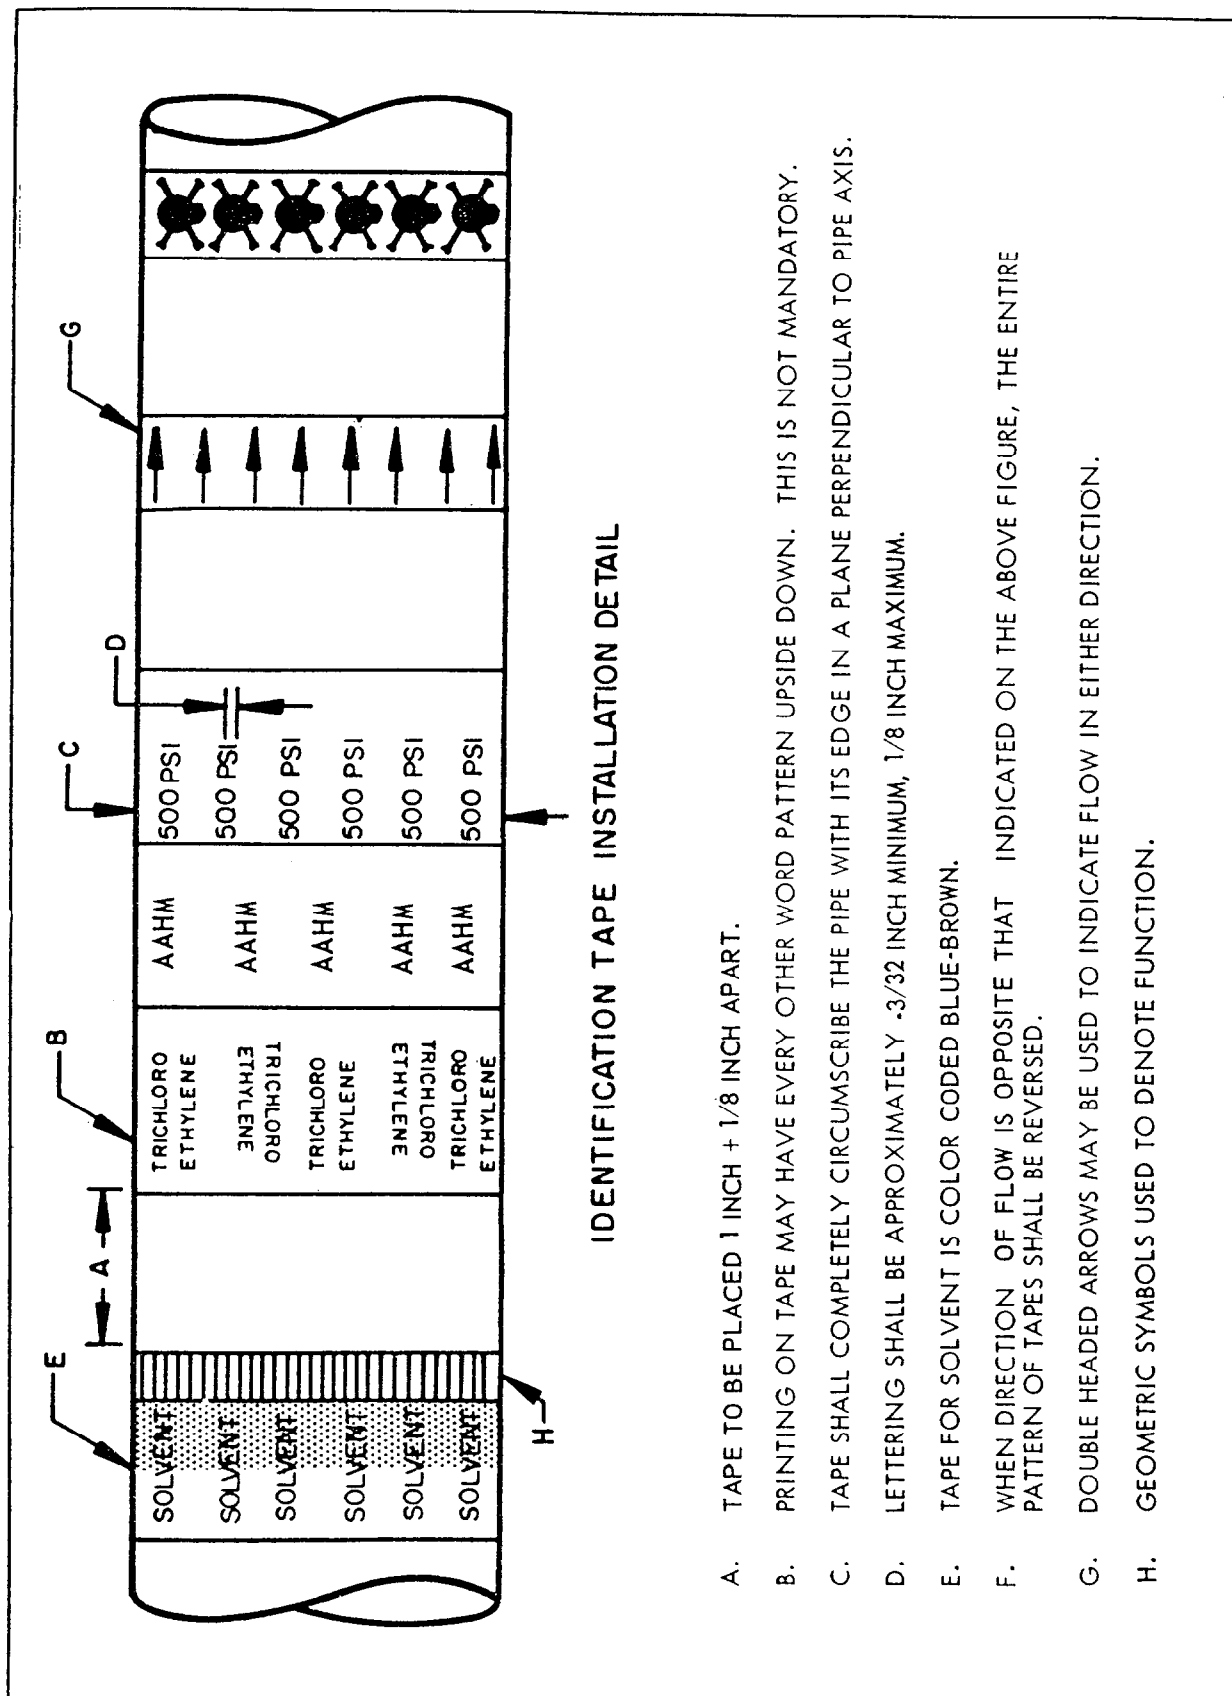 E
A
B
C
D
G
SOLVENT
SOLVENT
SOLVENT
SOLVENT
SOLVENT
SOLVENT
TRICHLORO
ETHYLENE
TRICHLORO
ETHYLENE
TRICHLORO
ETHYLENE
TRICHLORO
ETHYLENE
TRICHLORO
ETHYLENE
AAHM
AAHM
AAHM
AAHM
AAHM
500 PSI
500 PSI
500 PSI
500 PSI
500 PSI
500 PSI
H
IDENTIFICATION TAPE INSTALLATION DETAIL
A. TAPE TO BE PLACED 1 INCH + 1/8 INCH APART.
B. PRINTING ON TAPE MAY HAVE EVERY OTHER WORD PATTERN UPSIDE DOWN. THIS IS NOT MANDATORY.
C. TAPE SHALL COMPLETELY CIRCUMSCRIBE THE PIPE WITH ITS EDGE IN A PLANE PERPENDICULAR TO PIPE AXIS.
D. LETTERING SHALL BE APPROXIMATELY -3/32 INCH MINIMUM, 1/8 INCH MAXIMUM.
E. TAPE FOR SOLVENT IS COLOR CODED BLUE-BROWN.
F. WHEN DIRECTION OF FLOW IS OPPOSITE THAT INDICATED ON THE ABOVE FIGURE, THE ENTIRE
PATTERN OF TAPES SHALL BE REVERSED.
G. DOUBLE HEADED ARROWS MAY BE USED TO INDICATE FLOW IN EITHER DIRECTION.
H. GEOMETRIC SYMBOLS USED TO DENOTE FUNCTION.